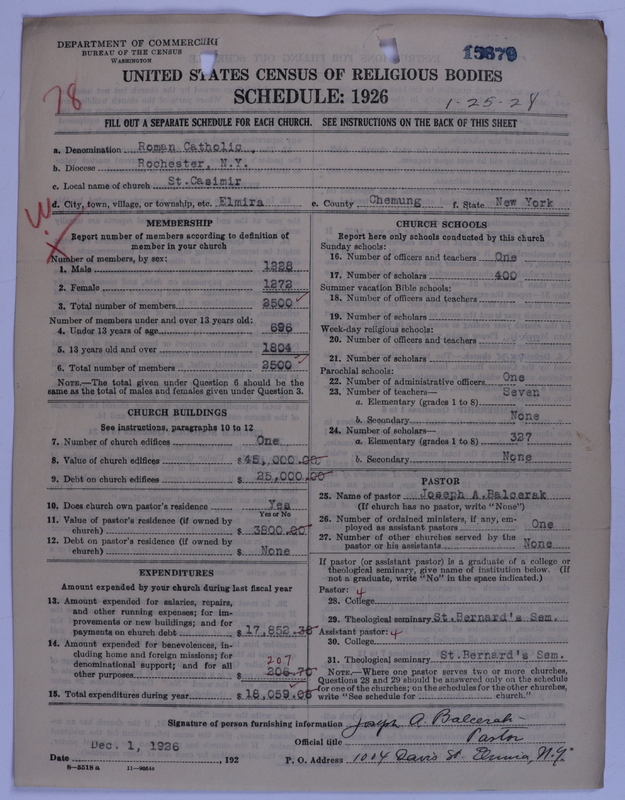 DEPARTMENT OF COMMERCE
BUREAU OF THE CENSUS
WASHINGTON
15879
UNITED STATES CENSUS OF RELIGIOUS BODIES
SCHEDULE: 1926
78
1-25-28
FILL OUT A SEPARATE SCHEDULE FOR EACH CHURCH. SEE INSTRUCTIONS ON THE BACK OF THIS SHEET
a. Denomination Roman Catholic
b. Diocese Rochester, N.Y.
c. Local name of church St.Casimir
d. City, town, village, or township, etc. Elmira e. County Chemung f. State New York
MEMBERSHIP
Report number of members according to definition of
member in your church
Number of members, by sex:
1. Male 1228
2. Female 1272
3. Total number of members 2500
Number of members under and over 13 years old:
4. Under 13 years of age 696
5. 13 years old and over 1804
6. Total number of members 2500
NOTE.—The total given under Question 6 should be the
same as the total of males and females given under Question 3.
CHURCH BUILDINGS
See instructions, paragraphs 10 to 12
7. Number of church edifices One
8. Value of church edifices $45,000.00
9. Debt on church edifices $ 25,000.00
10. Does church own pastor's residence Yes
Yes or No
11. Value of pastor's residence (if owned by
church) $ 3800.00
12. Debt on pastor's residence (if owned by
church) $ None
EXPENDITURES
Amount expended by your church during last fiscal year
13. Amount expended for salaries, repairs,
and other running expenses; for im-
provements or new buildings; and for
payments on church debt $ 17,852.38
14. Amount expended for benevolences, in-
cluding home and foreign missions; for
denominational support; and for all
207
other purposes $ 206.70
15. Total expenditures during year $ 18,059.08
CHURCH SCHOOLS
Report here only schools conducted by this church
Sunday schools:
16. Number of officers and teachers One
17. Number of scholars 400
Summer vacation Bible schools:
18. Number of officers and teachers
19. Number of scholars
Week-day religious schools:
20. Number of officers and teachers
21. Number of scholars
Parochial schools:
22. Number of administrative officers One
23. Number of teachers—
a. Elementary (grades 1 to 8) Seven
b. Secondary None
24. Number of scholars—
a. Elementary (grades 1 to 8) 327
b. Secondary None
PASTOR
25. Name of pastor Joseph A.Balcerak
(If church has no pastor, write "None")
26. Number of ordained ministers, if any, em-
ployed as assistant pastors One
27. Number of other churches served by the
pastor or his assistants None
If pastor (or assistant pastor) is a graduate of a college or
theological seminary, give name of institution below. (If
not a graduate, write "No" in the space indicated.)
Pastor: 4
28. College
29. Theological seminary St.Bernard's Sem.
Assistant pastor: 4
30. College
31. Theological seminary St.Bernard's Sem.
NOTE.—Where one pastor serves two or more churches,
Questions 28 and 29 should be answered only on the schedule
for one of the churches; on the schedules for the other churches,
write "See schedule for church."
Signature of person furnishing information Joseph A. Balcerak
Official title Pastor
Dec. 1, 1926
Date , 192
P. O. Address 1004 Davis St. Elmira, N.Y.
8—5518 a